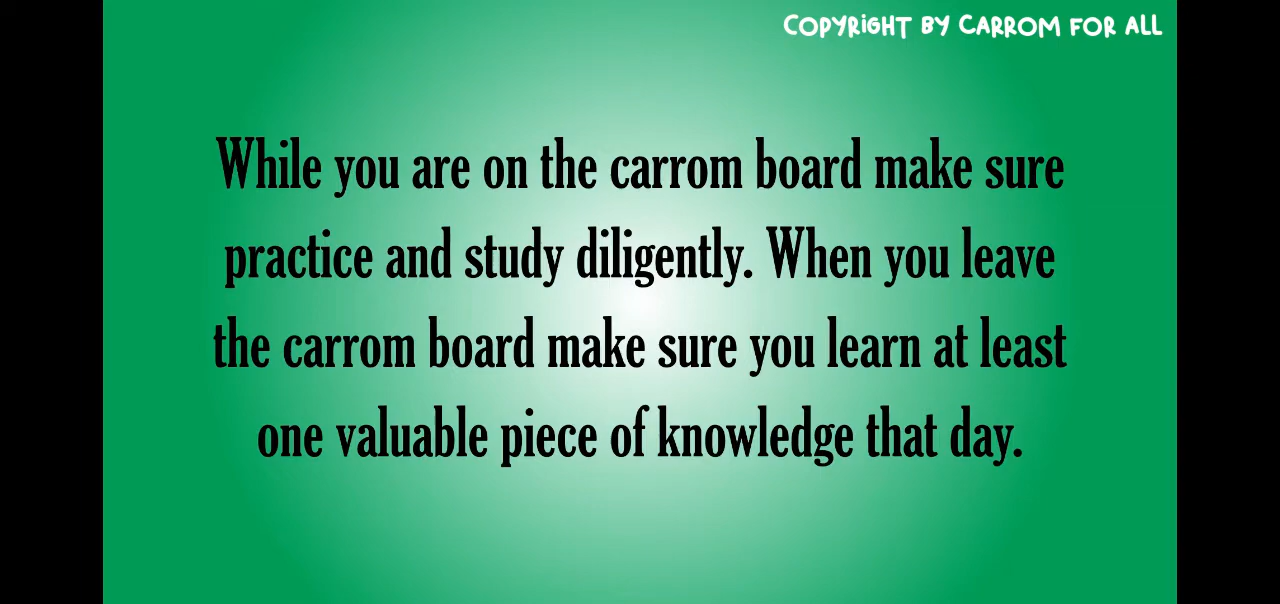 COPYRIGHT BY CARROM FOR ALL
While you are on the carrom board make sure
practice and study diligently. When you leave
the carrom board make sure you learn at least
one valuable piece of knowledge that day.